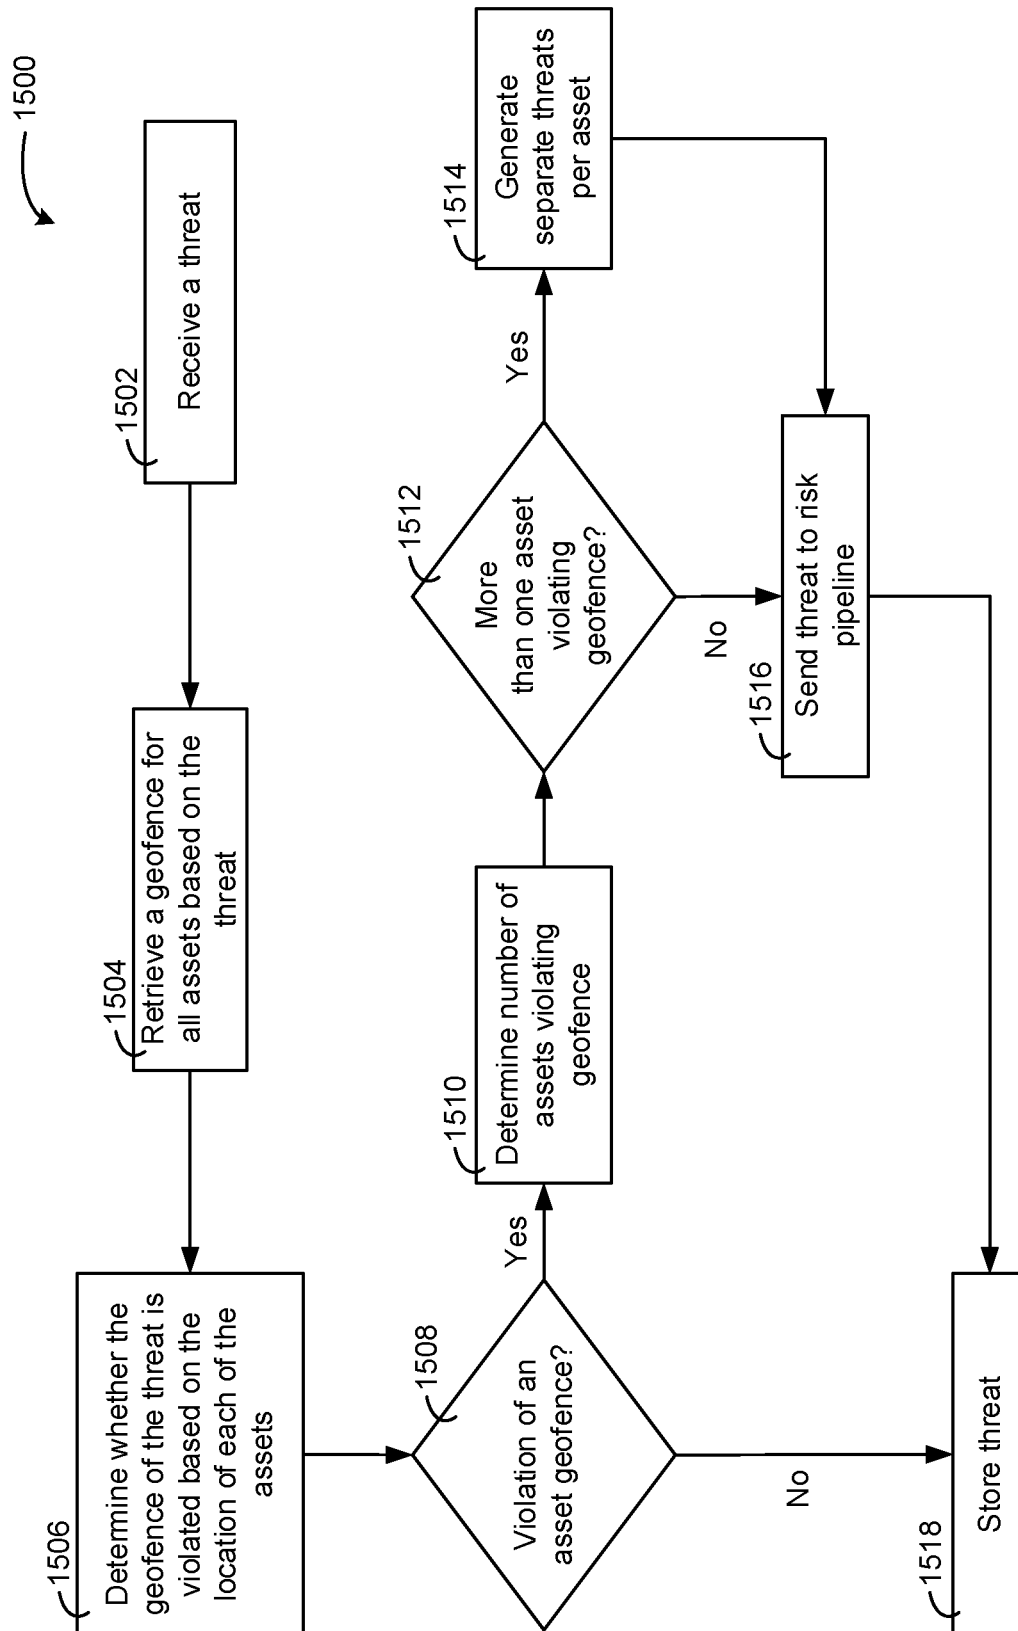 1500
1502
Receive a threat
1504
Retrieve a geofence for
all assets based on the
threat
1506
Determine whether the
geofence of the threat is
violated based on the
location of each of the
assets
1508
Violation of an
asset geofence?
Yes
No
1510
Determine number of
assets violating
geofence
1512
More
than one asset
violating
geofence?
Yes
No
1514
Generate
separate threats
per asset
1516
Send threat to risk
pipeline
1518
Store threat